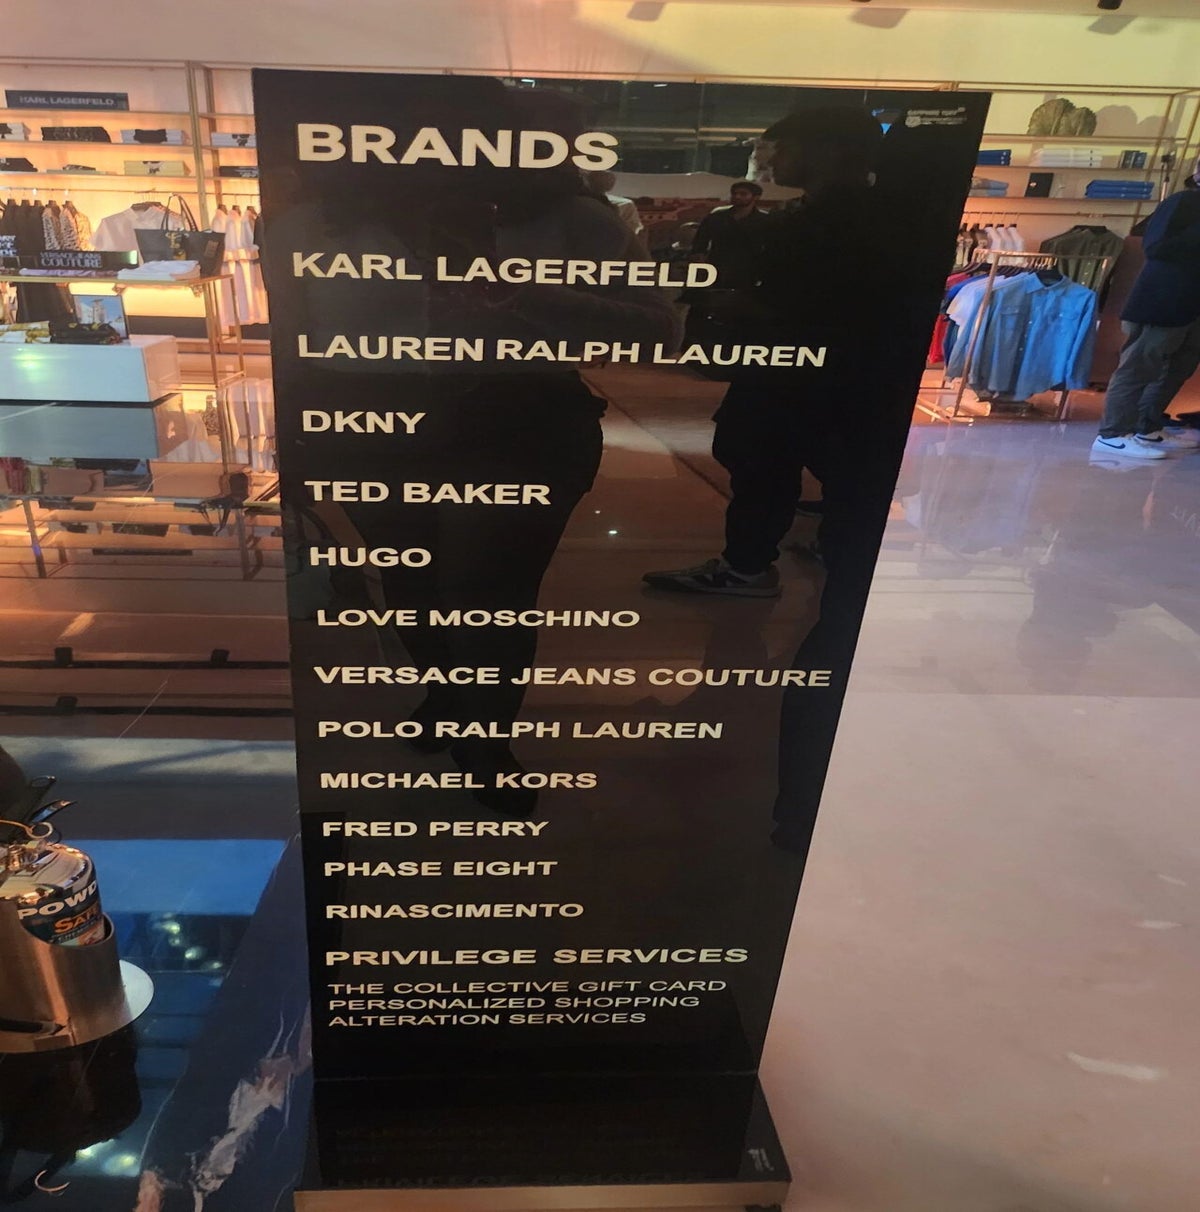 BRANDS
KARL LAGERFELD
LAUREN RALPH LAUREN
DKNY
TED BAKER
HUGO
LOVE MOSCHINO
VERSACE JEANS COUTURE
POLO RALPH LAUREN
MICHAEL KORS
FRED PERRY
PHASE EIGHT
RINASCIMENTO
PRIVILEGE SERVICES
THE COLLECTIVE GIFT CARD
PERSONALIZED SHOPPING
ALTERATION SERVICES
KARL LAGERFELD
VERSACE JEANS
COUTURE
POWD
SAFE